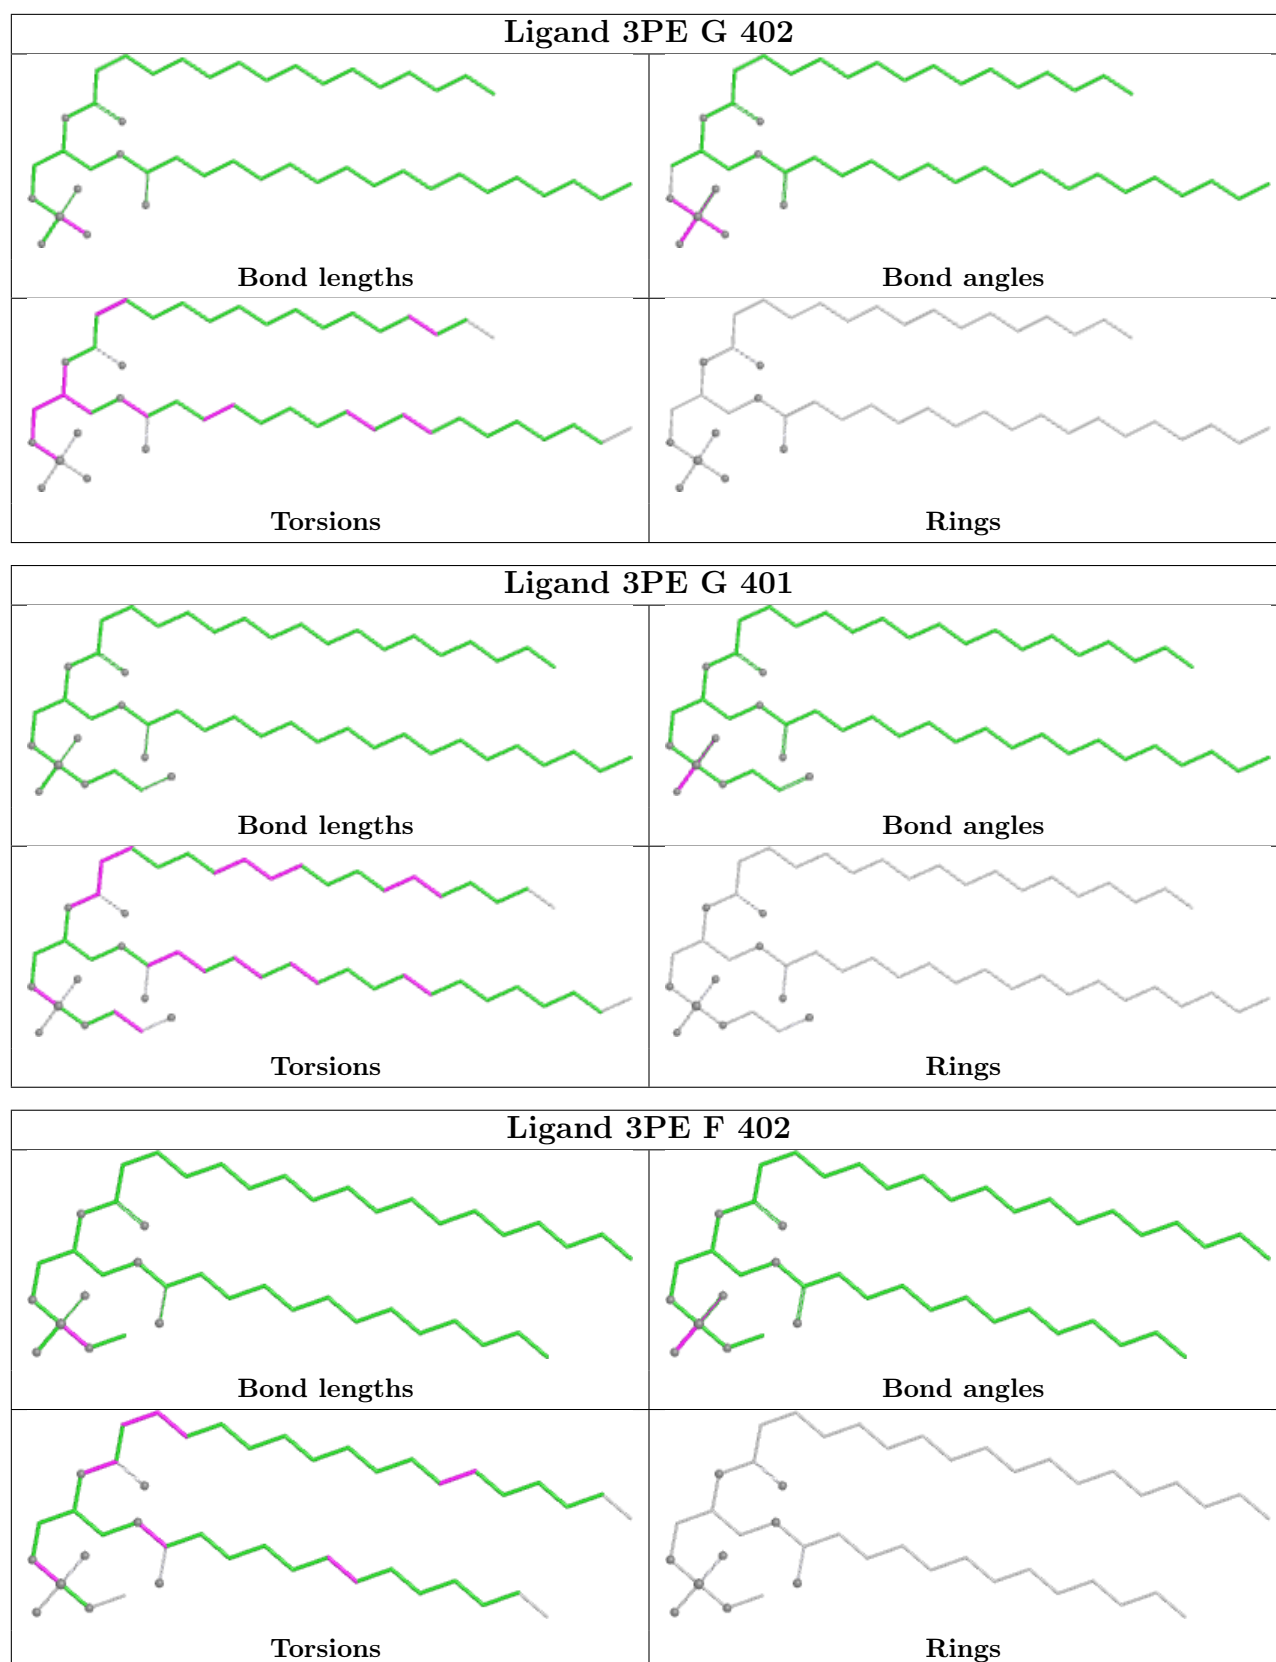 Ligand 3PE G 402
Bond lengths
Bond angles
Torsions
Rings
Ligand 3PE G 401
Bond lengths
Bond angles
Torsions
Rings
Ligand 3PE F 402
Bond lengths
Bond angles
Torsions
Rings